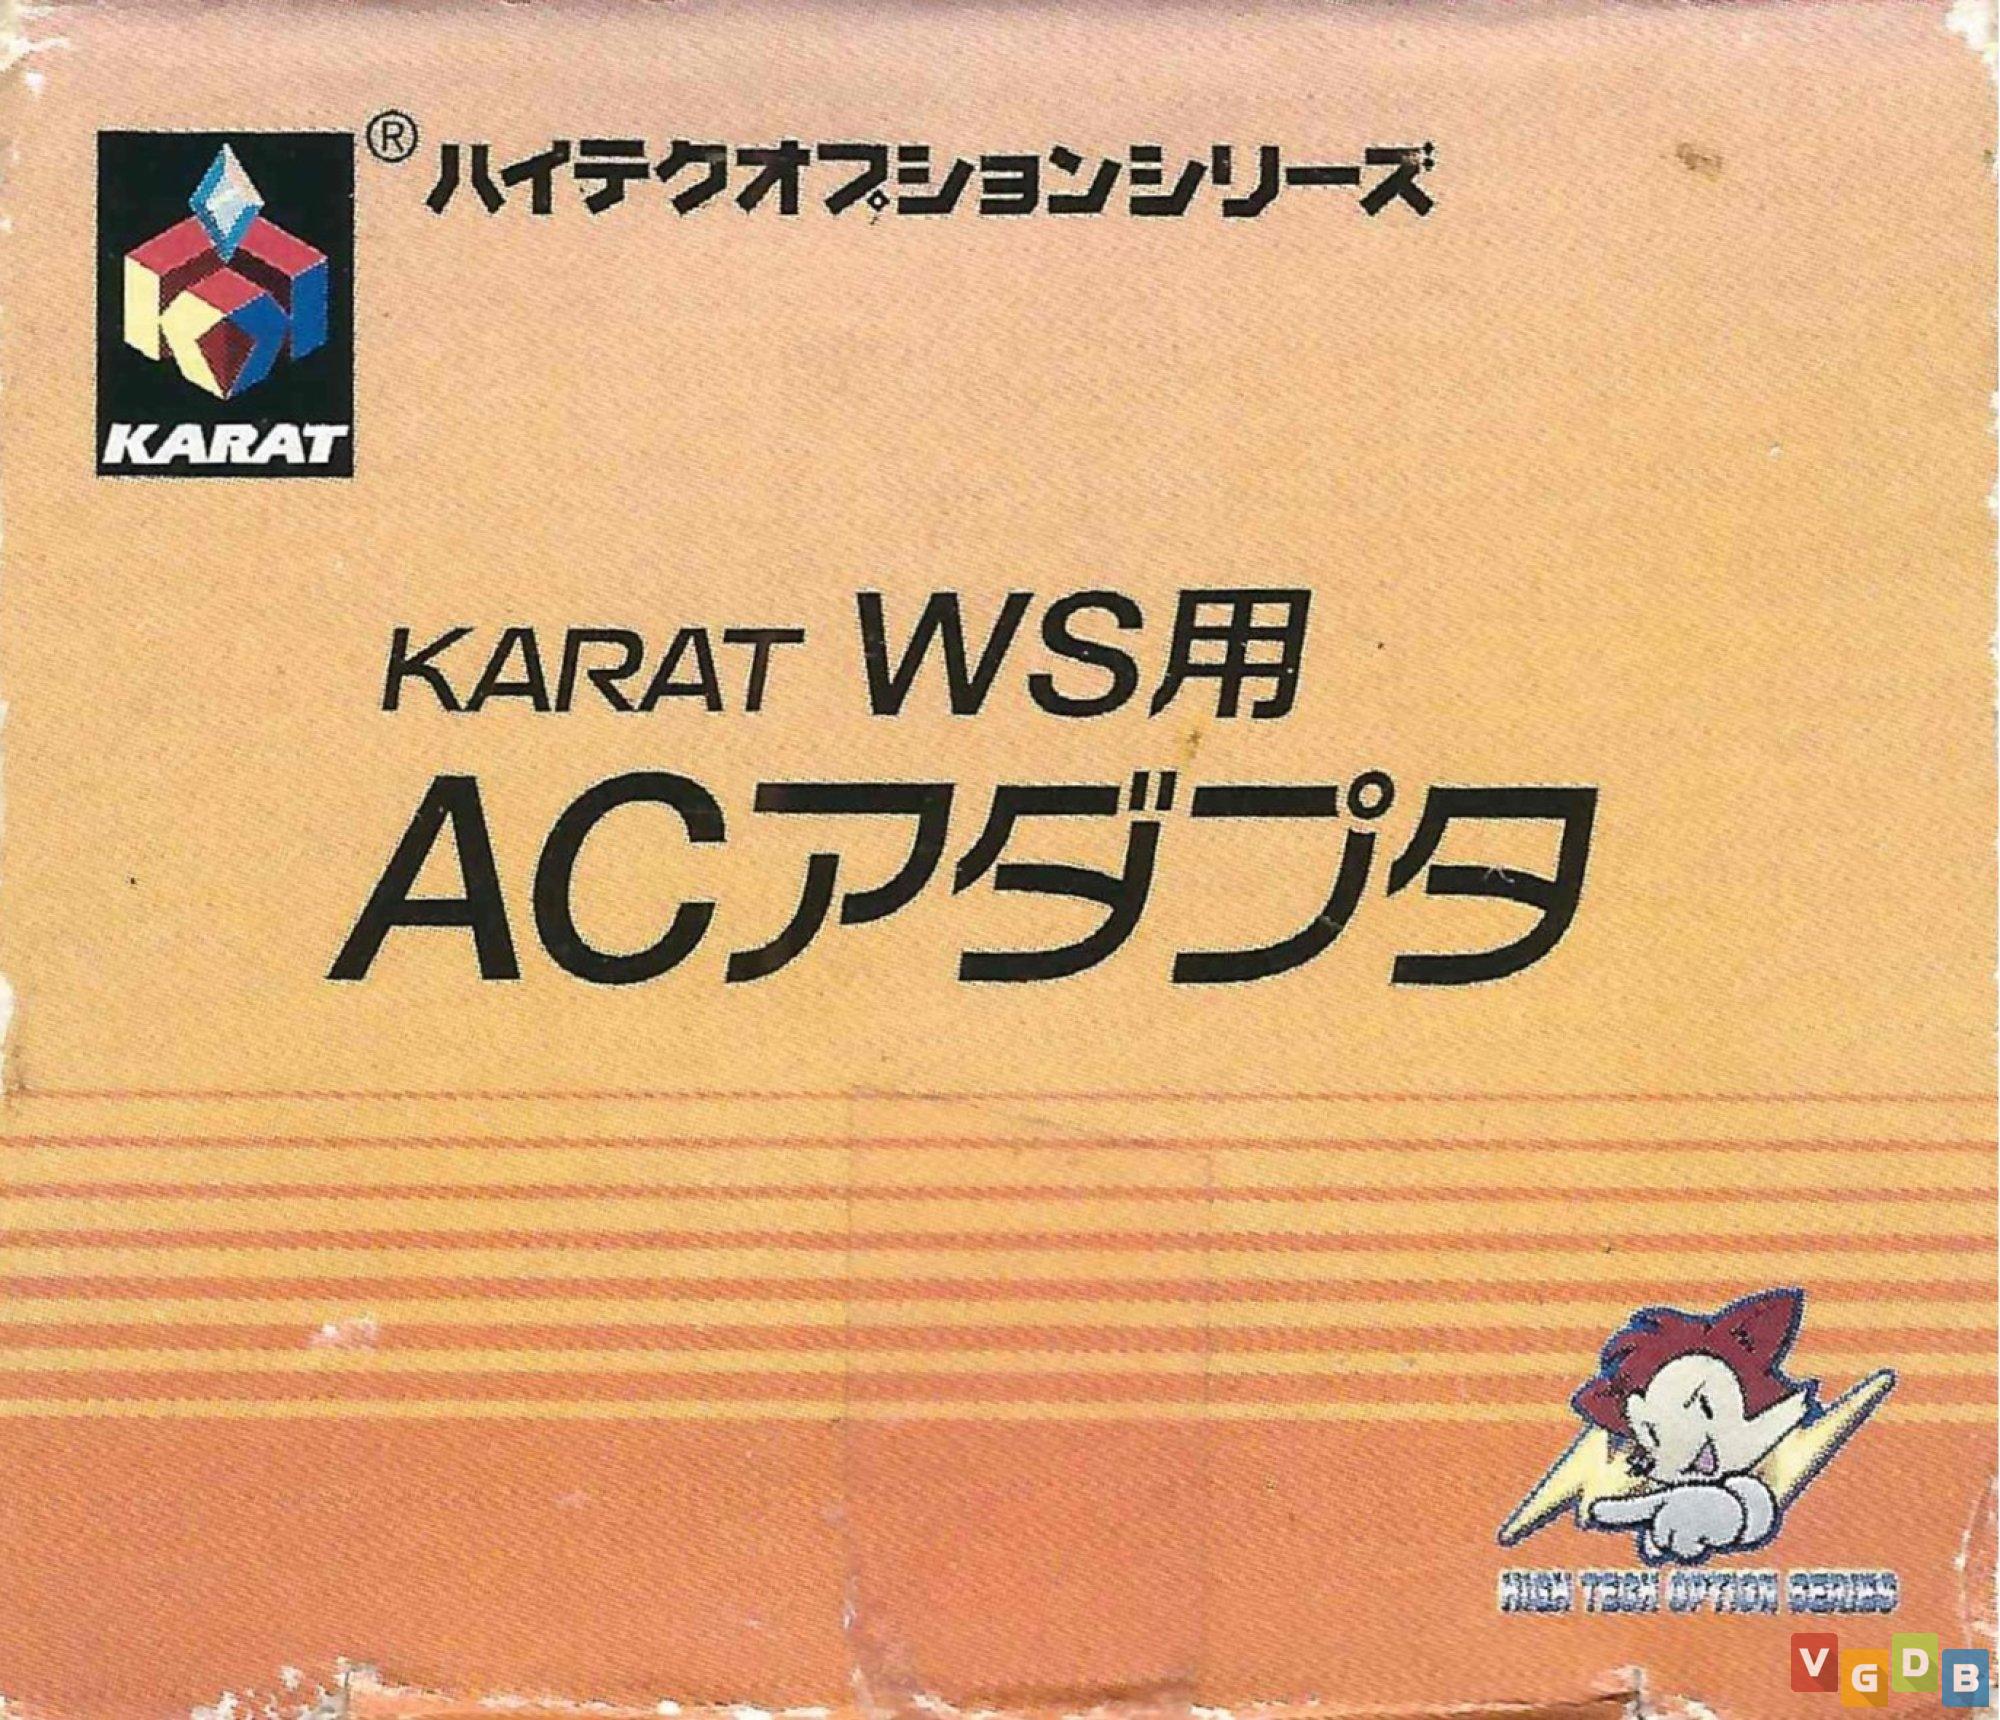 ® ハイテクオプションシリーズ
KARAT
KARAT WS用
ACアダプタ
HIGH TECH OPTION SERIES
VGDB